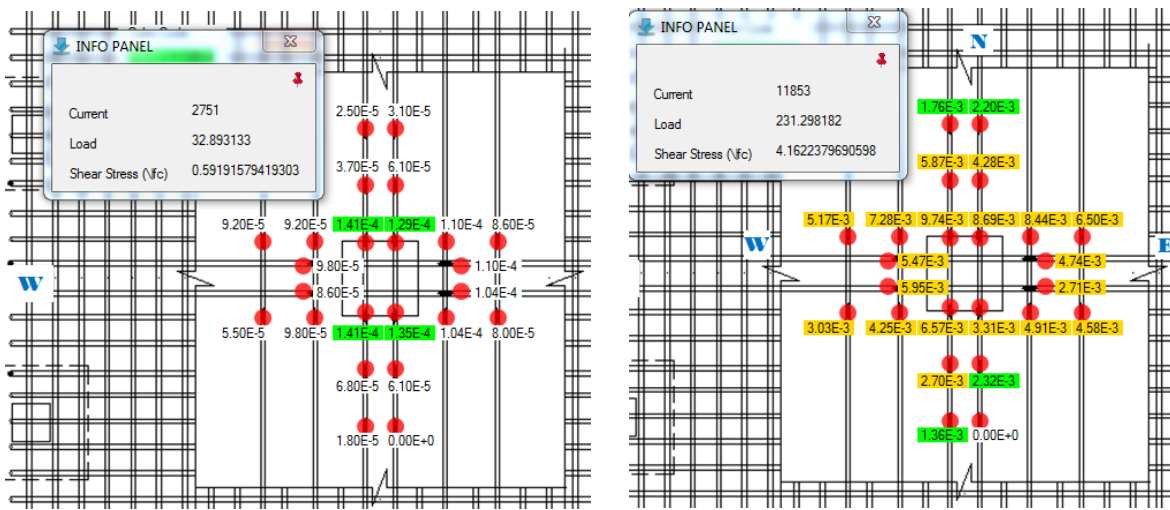 INFO PANEL
Current 2751
Load 32.893133
Shear Stress (\/fc) 0.59191579419303
2.50E-5 3.10E-5
3.70E-5 6.10E-5
9.20E-5 9.20E-5 1.41E-4 1.29E-4 1.10E-4 8.60E-5
9.80E-5 1.10E-4
W
8.60E-5 1.04E-4
5.50E-5 9.80E-5 1.41E-4 1.35E-4 1.04E-4 8.00E-5
6.80E-5 6.10E-5
1.80E-5 0.00E+0
INFO PANEL
Current 11853
Load 231.298182
Shear Stress (\/fc) 4.1622379690598
N
1.76E-3 2.20E-3
5.87E-3 4.28E-3
5.17E-3 7.28E-3 9.74E-3 8.69E-3 8.44E-3 6.50E-3
W E
5.47E-3 4.74E-3
5.95E-3 2.71E-3
3.03E-3 4.25E-3 6.57E-3 3.31E-3 4.91E-3 4.58E-3
2.70E-3 2.32E-3
1.36E-3 0.00E+0